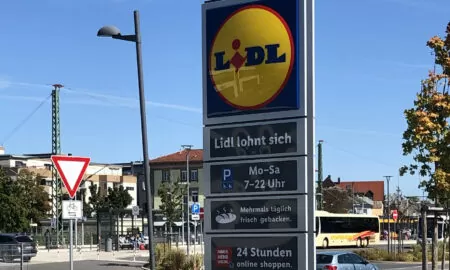 LIDL
Lidl lohnt sich
P
Mo-Sa
7-22 Uhr
Mehrmals täglich
frisch gebacken.
24 Stunden
online shoppen.